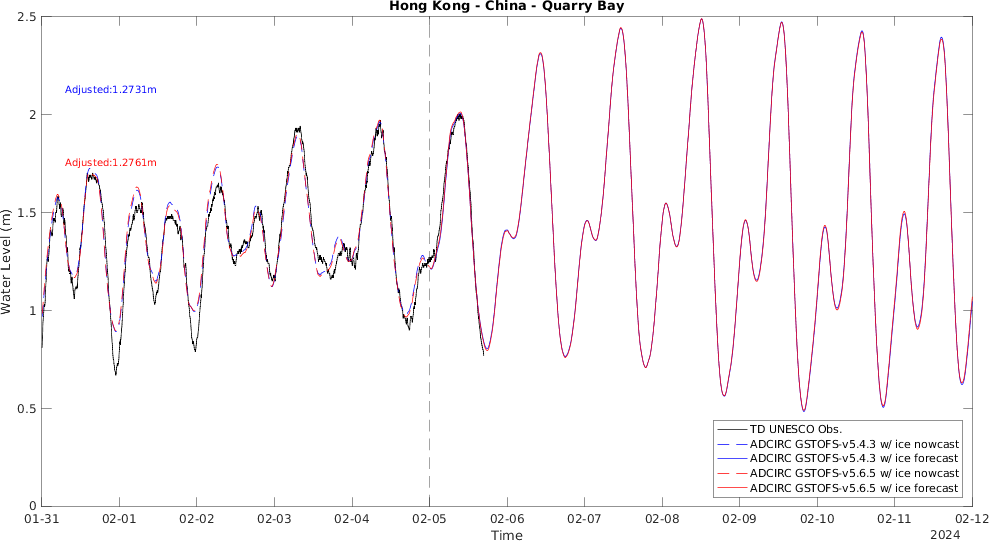 Hong Kong - China - Quarry Bay
Water Level (m)
2.5
2
1.5
1
0.5
0
Adjusted:1.2731m
Adjusted:1.2761m
TD UNESCO Obs.
ADCIRC GSTOFS-v5.4.3 w/ ice nowcast
ADCIRC GSTOFS-v5.4.3 w/ ice forecast
ADCIRC GSTOFS-v5.6.5 w/ ice nowcast
ADCIRC GSTOFS-v5.6.5 w/ ice forecast
01-31 02-01 02-02 02-03 02-04 02-05 02-06 02-07 02-08 02-09 02-10 02-11 02-12
Time
2024